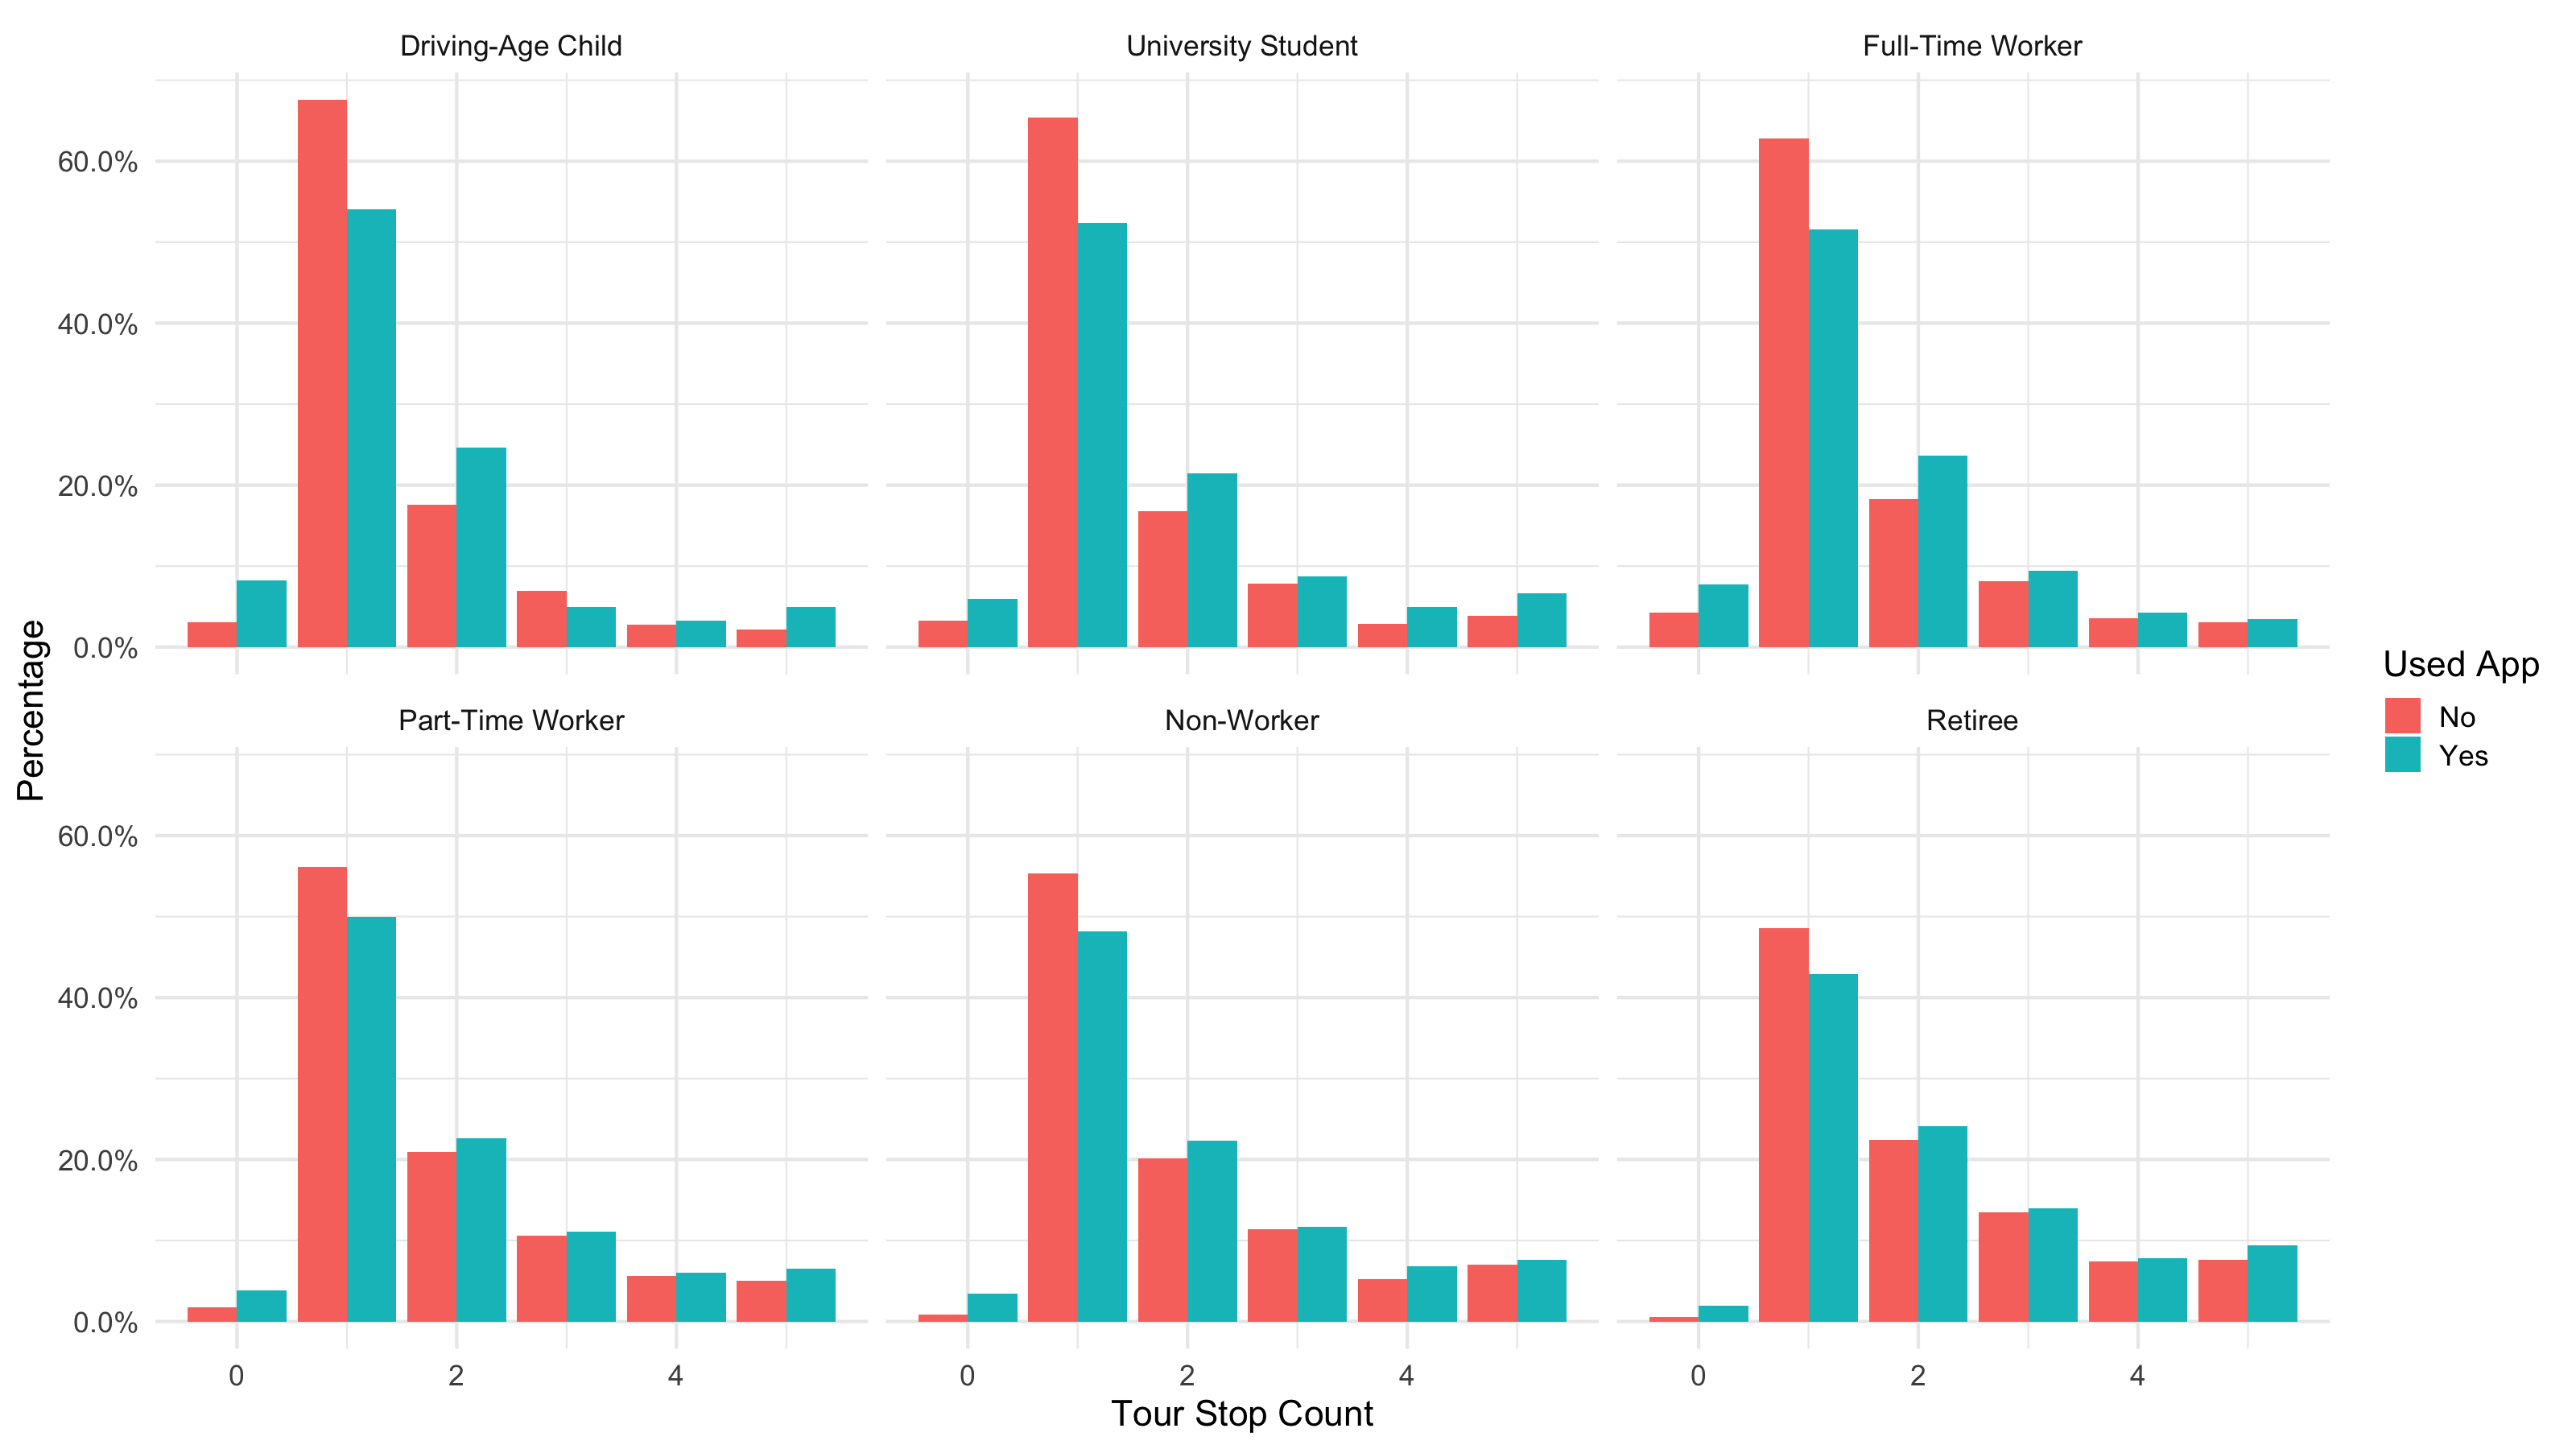 Driving-Age Child
University Student
Full-Time Worker
60.0%
40.0%
20.0%
0.0%
Part-Time Worker
Non-Worker
Retiree
60.0%
40.0%
20.0%
0.0%
0 2 4
0 2 4
0 2 4
Tour Stop Count
Percentage
Used App
No
Yes